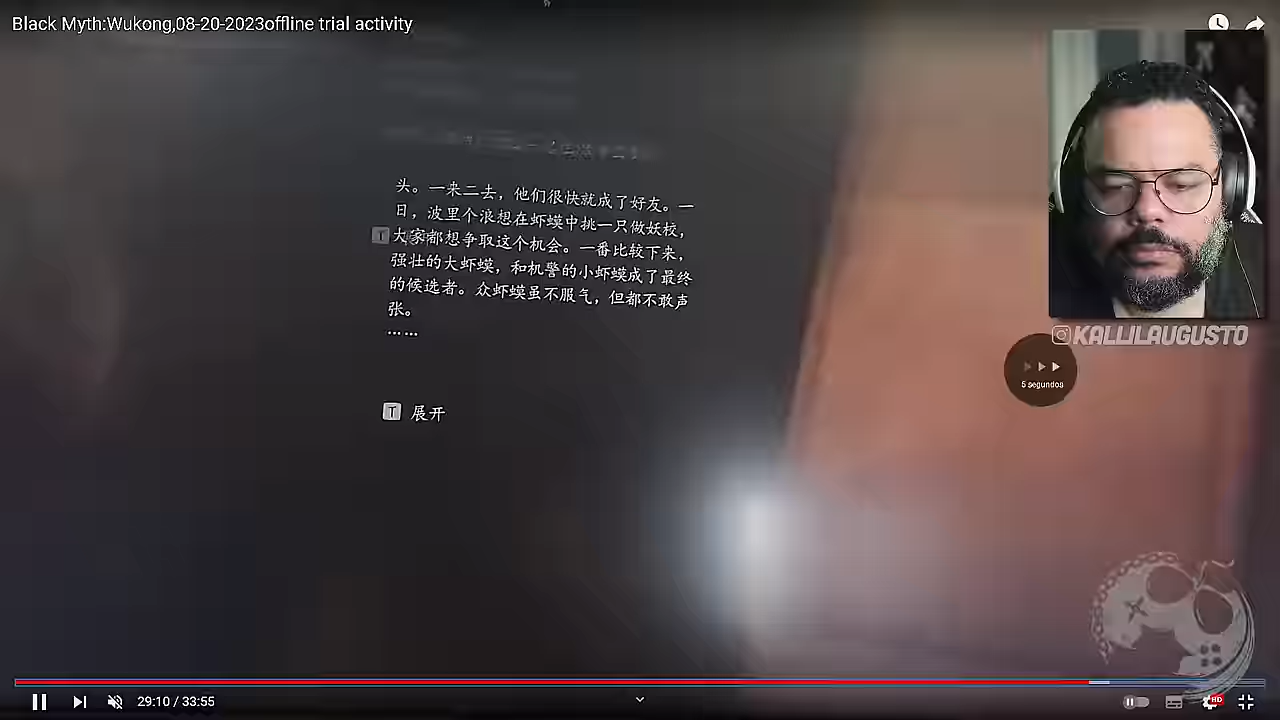 Black Myth:Wukong,08-20-2023offline trial activity
头。一来二去，他们很快就成了好友。一
日，波里个浪想在虾蟆中挑一只做妖校，
T 大家都想争取这个机会。一番比较下来，
强壮的大虾蟆，和机警的小虾蟆成了最终
的候选者。众虾蟆虽不服气，但都不敢声
张。
……
T 展开
KALLILAUGUSTO
5 segundos
29:10 / 33:55
HD